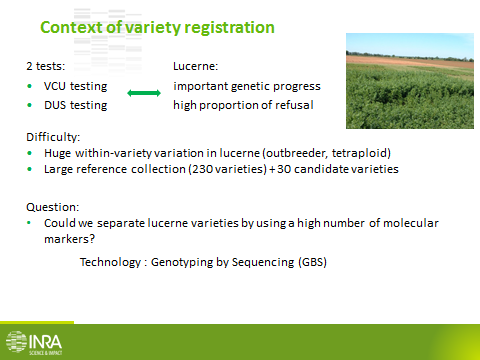 Context of variety registration
2 tests:
Lucerne:
• VCU testing
important genetic progress
• DUS testing
high proportion of refusal
Difficulty:
• Huge within-variety variation in lucerne (outbreeder, tetraploid)
• Large reference collection (230 varieties) + 30 candidate varieties
Question:
• Could we separate lucerne varieties by using a high number of molecular
markers?
Technology : Genotyping by Sequencing (GBS)
INRA
SCIENCE & IMPACT